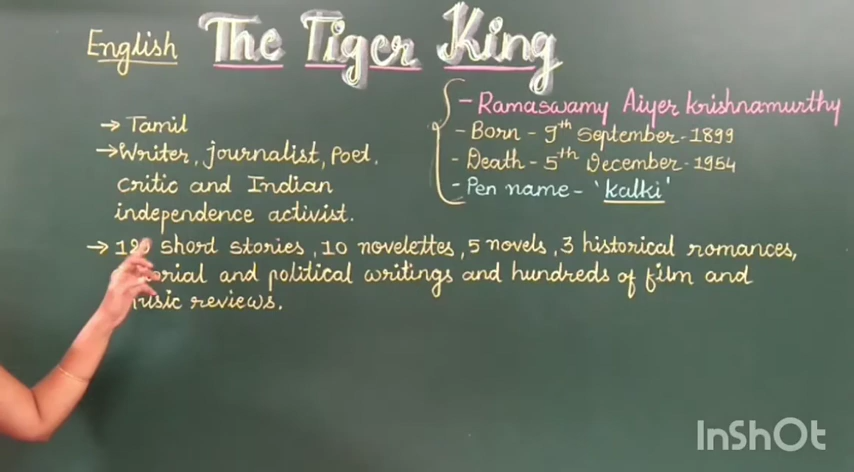 English The Tiger King
- Ramaswamy Aiyer Krishnamurthy
- Born - 9th September - 1899
- Death - 5th December - 1954
- Pen name - 'Kalki'
→ Tamil
→ Writer, journalist, poet,
critic and Indian
independence activist.
→ short stories, 10 novelettes, 5 novels, 3 historical romances,
and political writings and hundreds of film and
reviews.
InShOt